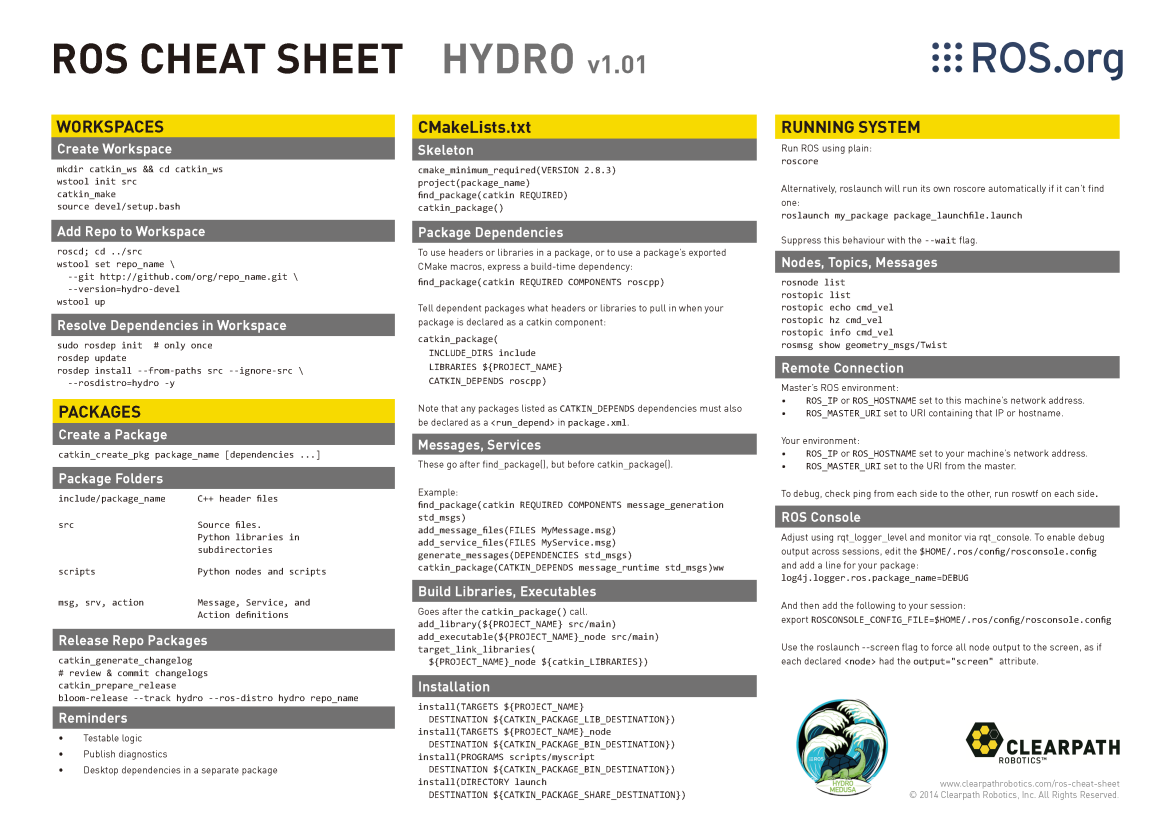 ROS CHEAT SHEET HYDRO v1.01
ROS.org
WORKSPACES
Create Workspace
mkdir catkin_ws && cd catkin_ws
wstool init src
catkin_make
source devel/setup.bash
Add Repo to Workspace
roscd; cd ../src
wstool set repo_name \
--git http://github.com/org/repo_name.git \
--version=hydro-devel
wstool up
Resolve Dependencies in Workspace
sudo rosdep init # only once
rosdep update
rosdep install --from-paths src --ignore-src \
--rosdistro=hydro -y
PACKAGES
Create a Package
catkin_create_pkg package_name [dependencies ...]
Package Folders
include/package_name C++ header files
src Source files.
Python libraries in
subdirectories
scripts Python nodes and scripts
msg, srv, action Message, Service, and
Action definitions
Release Repo Packages
catkin_generate_changelog
# review & commit changelogs
catkin_prepare_release
bloom-release --track hydro --ros-distro hydro repo_name
Reminders
• Testable logic
• Publish diagnostics
• Desktop dependencies in a separate package
CMakeLists.txt
Skeleton
cmake_minimum_required(VERSION 2.8.3)
project(package_name)
find_package(catkin REQUIRED)
catkin_package()
Package Dependencies
To use headers or libraries in a package, or to use a package's exported
CMake macros, express a build-time dependency:
find_package(catkin REQUIRED COMPONENTS roscpp)
Tell dependent packages what headers or libraries to pull in when your
package is declared as a catkin component:
catkin_package(
INCLUDE_DIRS include
LIBRARIES ${PROJECT_NAME}
CATKIN_DEPENDS roscpp)
Note that any packages listed as CATKIN_DEPENDS dependencies must also
be declared as a <run_depend> in package.xml.
Messages, Services
These go after find_package(), but before catkin_package().
Example:
find_package(catkin REQUIRED COMPONENTS message_generation
std_msgs)
add_message_files(FILES MyMessage.msg)
add_service_files(FILES MyService.msg)
generate_messages(DEPENDENCIES std_msgs)
catkin_package(CATKIN_DEPENDS message_runtime std_msgs)ww
Build Libraries, Executables
Goes after the catkin_package() call.
add_library(${PROJECT_NAME} src/main)
add_executable(${PROJECT_NAME}_node src/main)
target_link_libraries(
${PROJECT_NAME}_node ${catkin_LIBRARIES})
Installation
install(TARGETS ${PROJECT_NAME}
DESTINATION ${CATKIN_PACKAGE_LIB_DESTINATION})
install(TARGETS ${PROJECT_NAME}_node
DESTINATION ${CATKIN_PACKAGE_BIN_DESTINATION})
install(PROGRAMS scripts/myscript
DESTINATION ${CATKIN_PACKAGE_BIN_DESTINATION})
install(DIRECTORY launch
DESTINATION ${CATKIN_PACKAGE_SHARE_DESTINATION})
RUNNING SYSTEM
Run ROS using plain:
roscore
Alternatively, roslaunch will run its own roscore automatically if it can't find
one:
roslaunch my_package package_launchfile.launch
Suppress this behaviour with the --wait flag.
Nodes, Topics, Messages
rosnode list
rostopic list
rostopic echo cmd_vel
rostopic hz cmd_vel
rostopic info cmd_vel
rosmsg show geometry_msgs/Twist
Remote Connection
Master's ROS environment:
• ROS_IP or ROS_HOSTNAME set to this machine's network address.
• ROS_MASTER_URI set to URI containing that IP or hostname.
Your environment:
• ROS_IP or ROS_HOSTNAME set to your machine's network address.
• ROS_MASTER_URI set to the URI from the master.
To debug, check ping from each side to the other, run roswtf on each side.
ROS Console
Adjust using rqt_logger_level and monitor via rqt_console. To enable debug
output across sessions, edit the $HOME/.ros/config/rosconsole.config
and add a line for your package:
log4j.logger.ros.package_name=DEBUG
And then add the following to your session:
export ROSCONSOLE_CONFIG_FILE=$HOME/.ros/config/rosconsole.config
Use the roslaunch --screen flag to force all node output to the screen, as if
each declared <node> had the output="screen" attribute.
ROS
HYDRO
MEDUSA
CLEARPATH
ROBOTICS™
www.clearpathrobotics.com/ros-cheat-sheet
© 2014 Clearpath Robotics, Inc. All Rights Reserved.